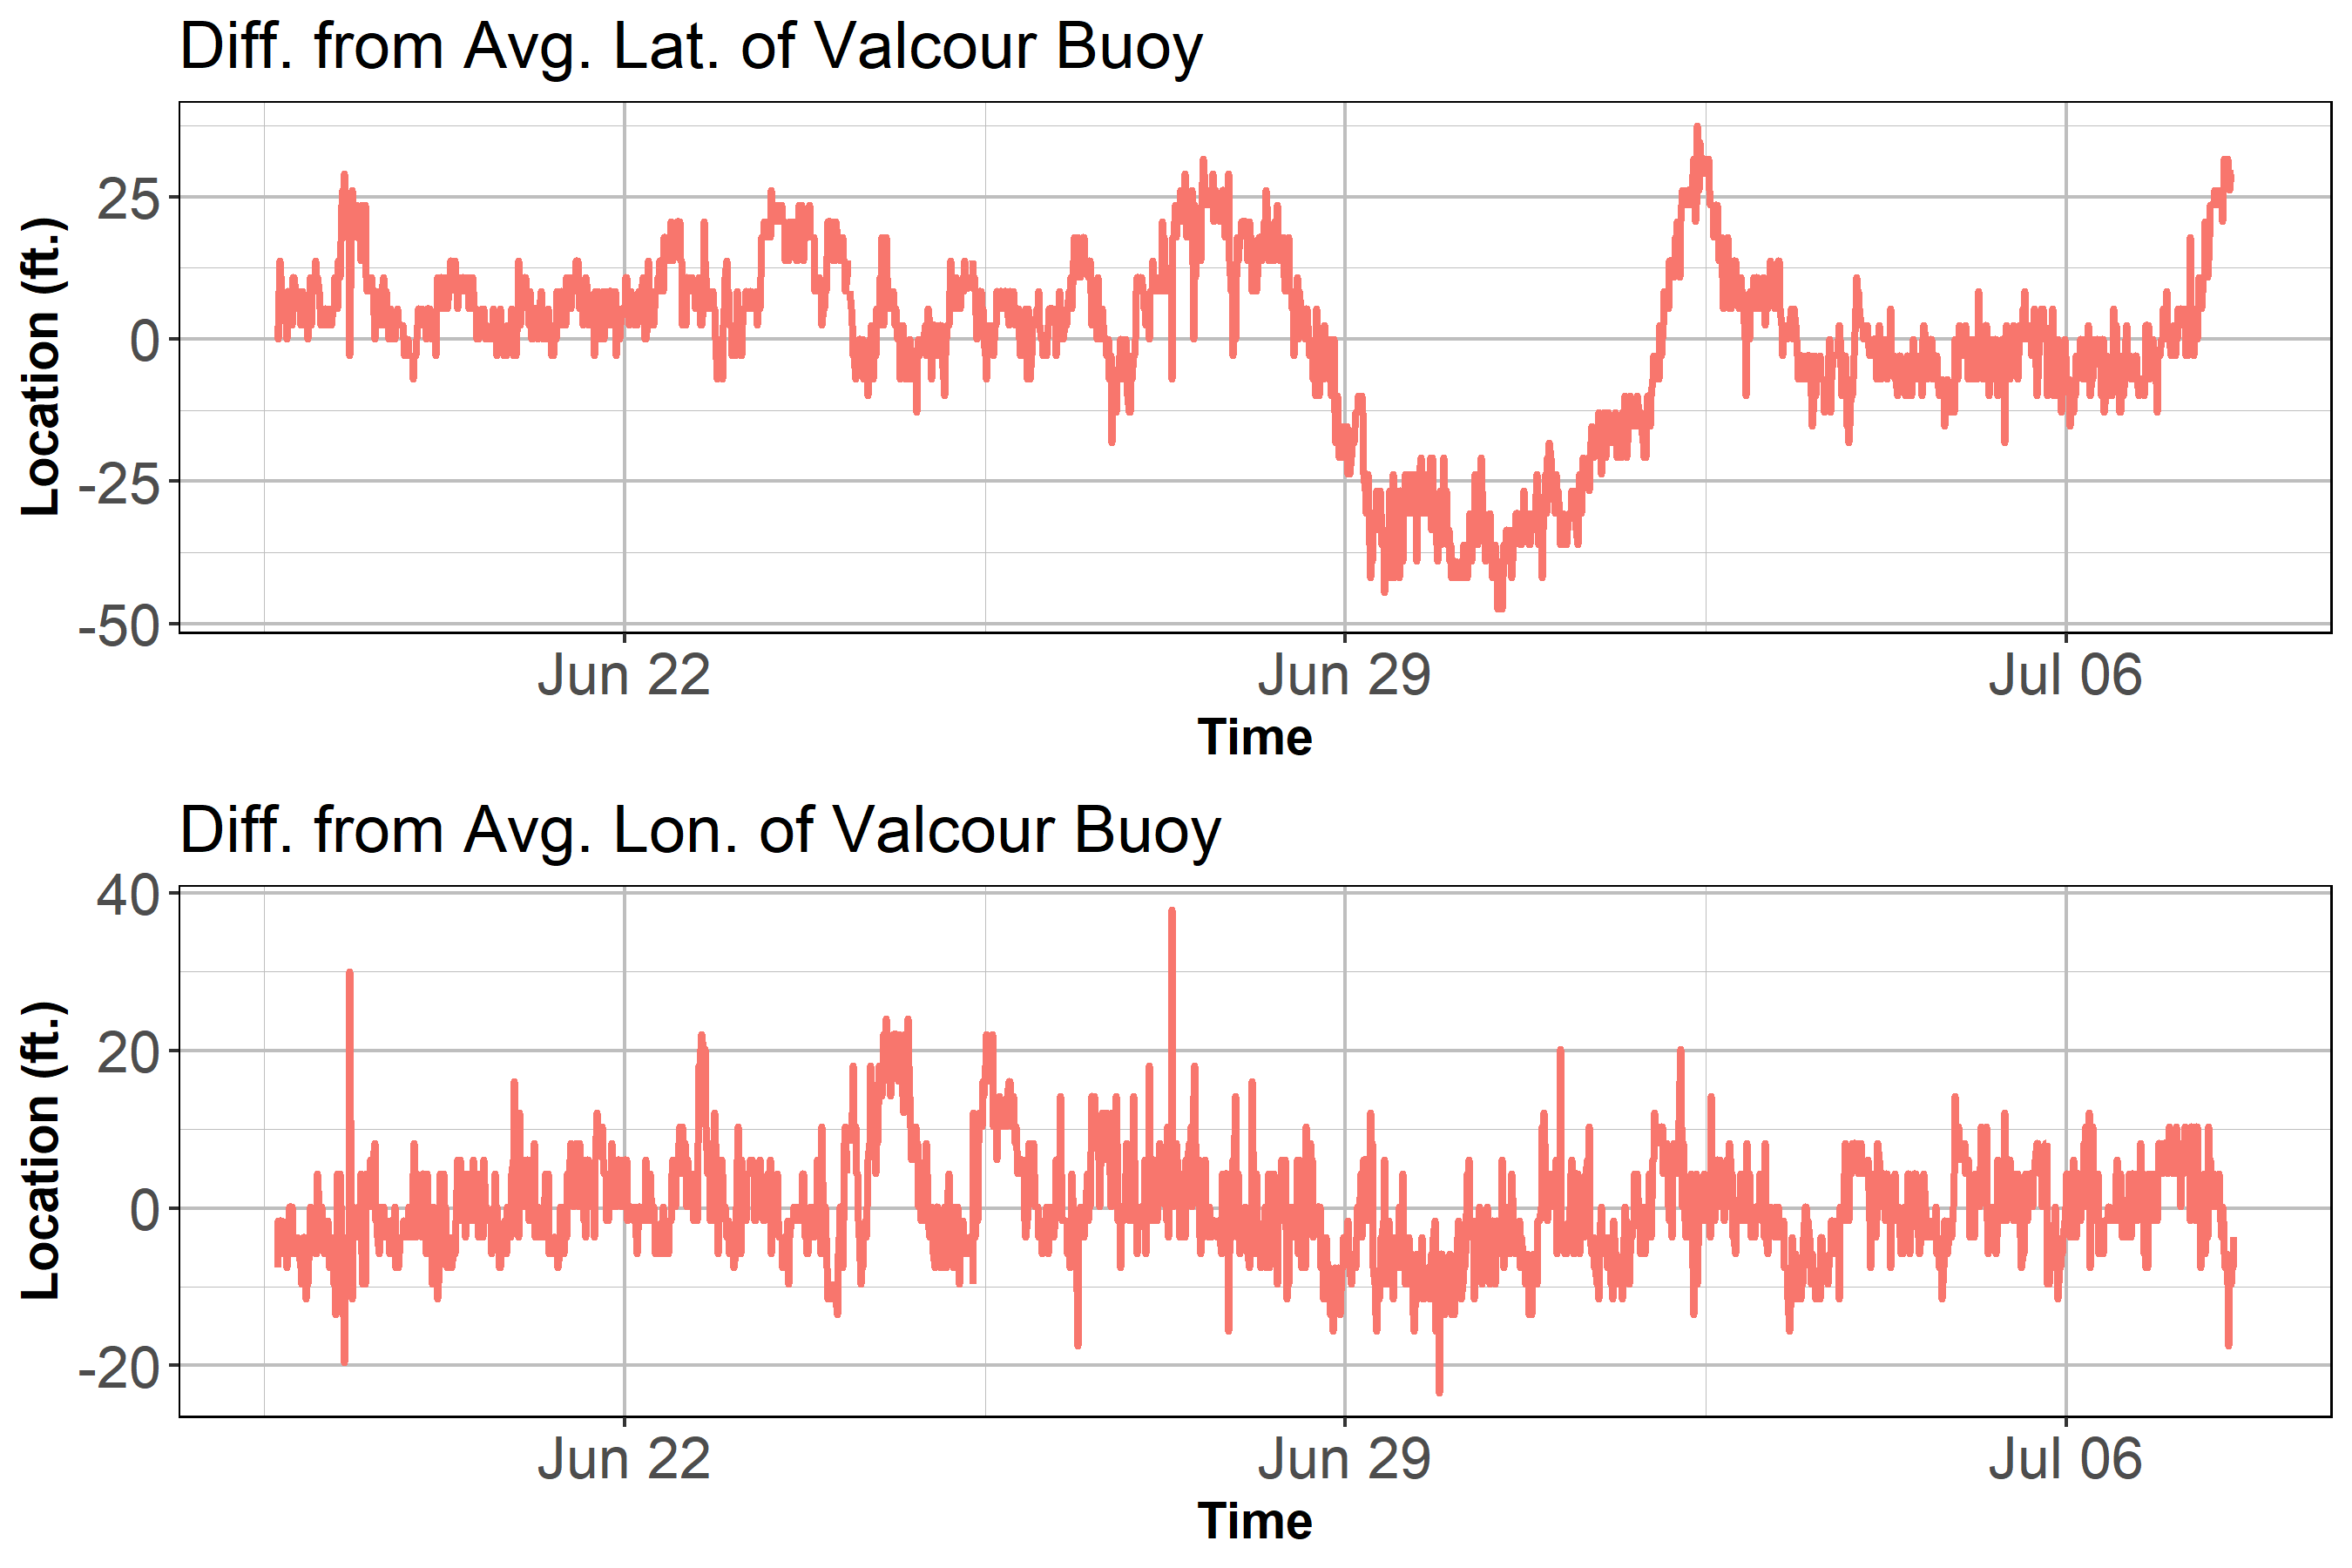 Diff. from Avg. Lat. of Valcour Buoy
Location (ft.)
25
0
-25
-50
Jun 22 Jun 29 Jul 06
Time
Diff. from Avg. Lon. of Valcour Buoy
Location (ft.)
40
20
0
-20
Jun 22 Jun 29 Jul 06
Time